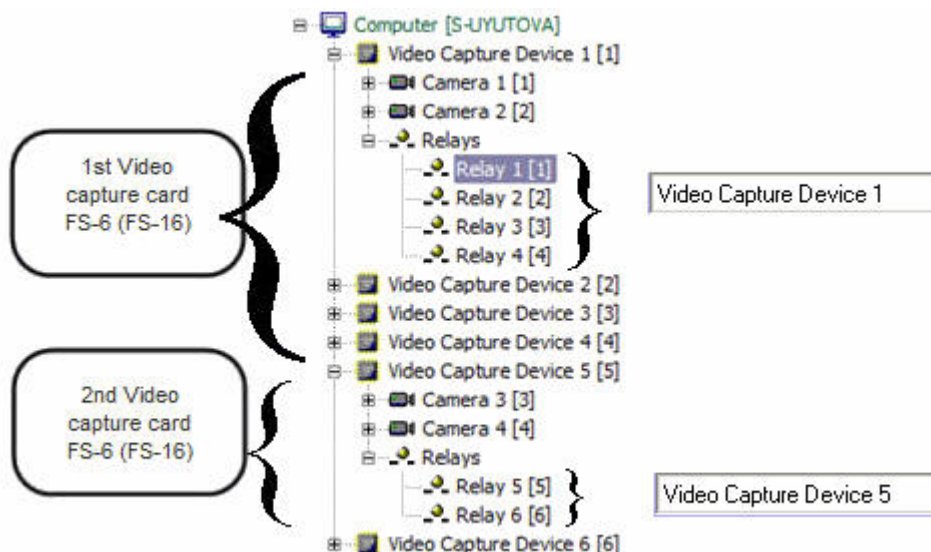 Computer [S-UYUTOVA]
Video Capture Device 1 [1]
Camera 1 [1]
Camera 2 [2]
Relays
Relay 1 [1]
Relay 2 [2]
Relay 3 [3]
Relay 4 [4]
Video Capture Device 2 [2]
Video Capture Device 3 [3]
Video Capture Device 4 [4]
Video Capture Device 5 [5]
Camera 3 [3]
Camera 4 [4]
Relays
Relay 5 [5]
Relay 6 [6]
Video Capture Device 6 [6]
1st Video
capture card
FS-6 (FS-16)
2nd Video
capture card
FS-6 (FS-16)
Video Capture Device 1
Video Capture Device 5